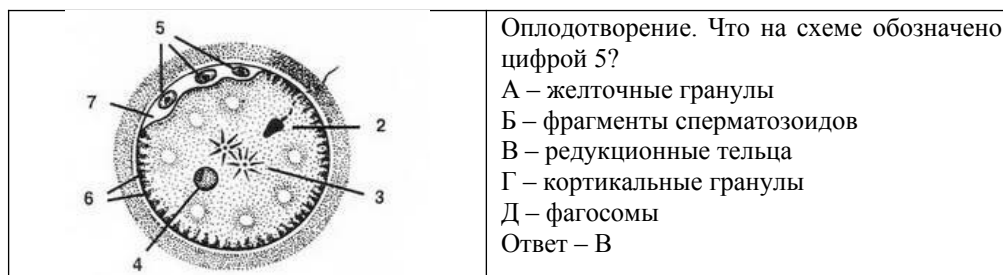 5
7
2
6
3
4
Оплодотворение. Что на схеме обозначено
цифрой 5?
А – желточные гранулы
Б – фрагменты сперматозоидов
В – редукционные тельца
Г – кортикальные гранулы
Д – фагосомы
Ответ – В